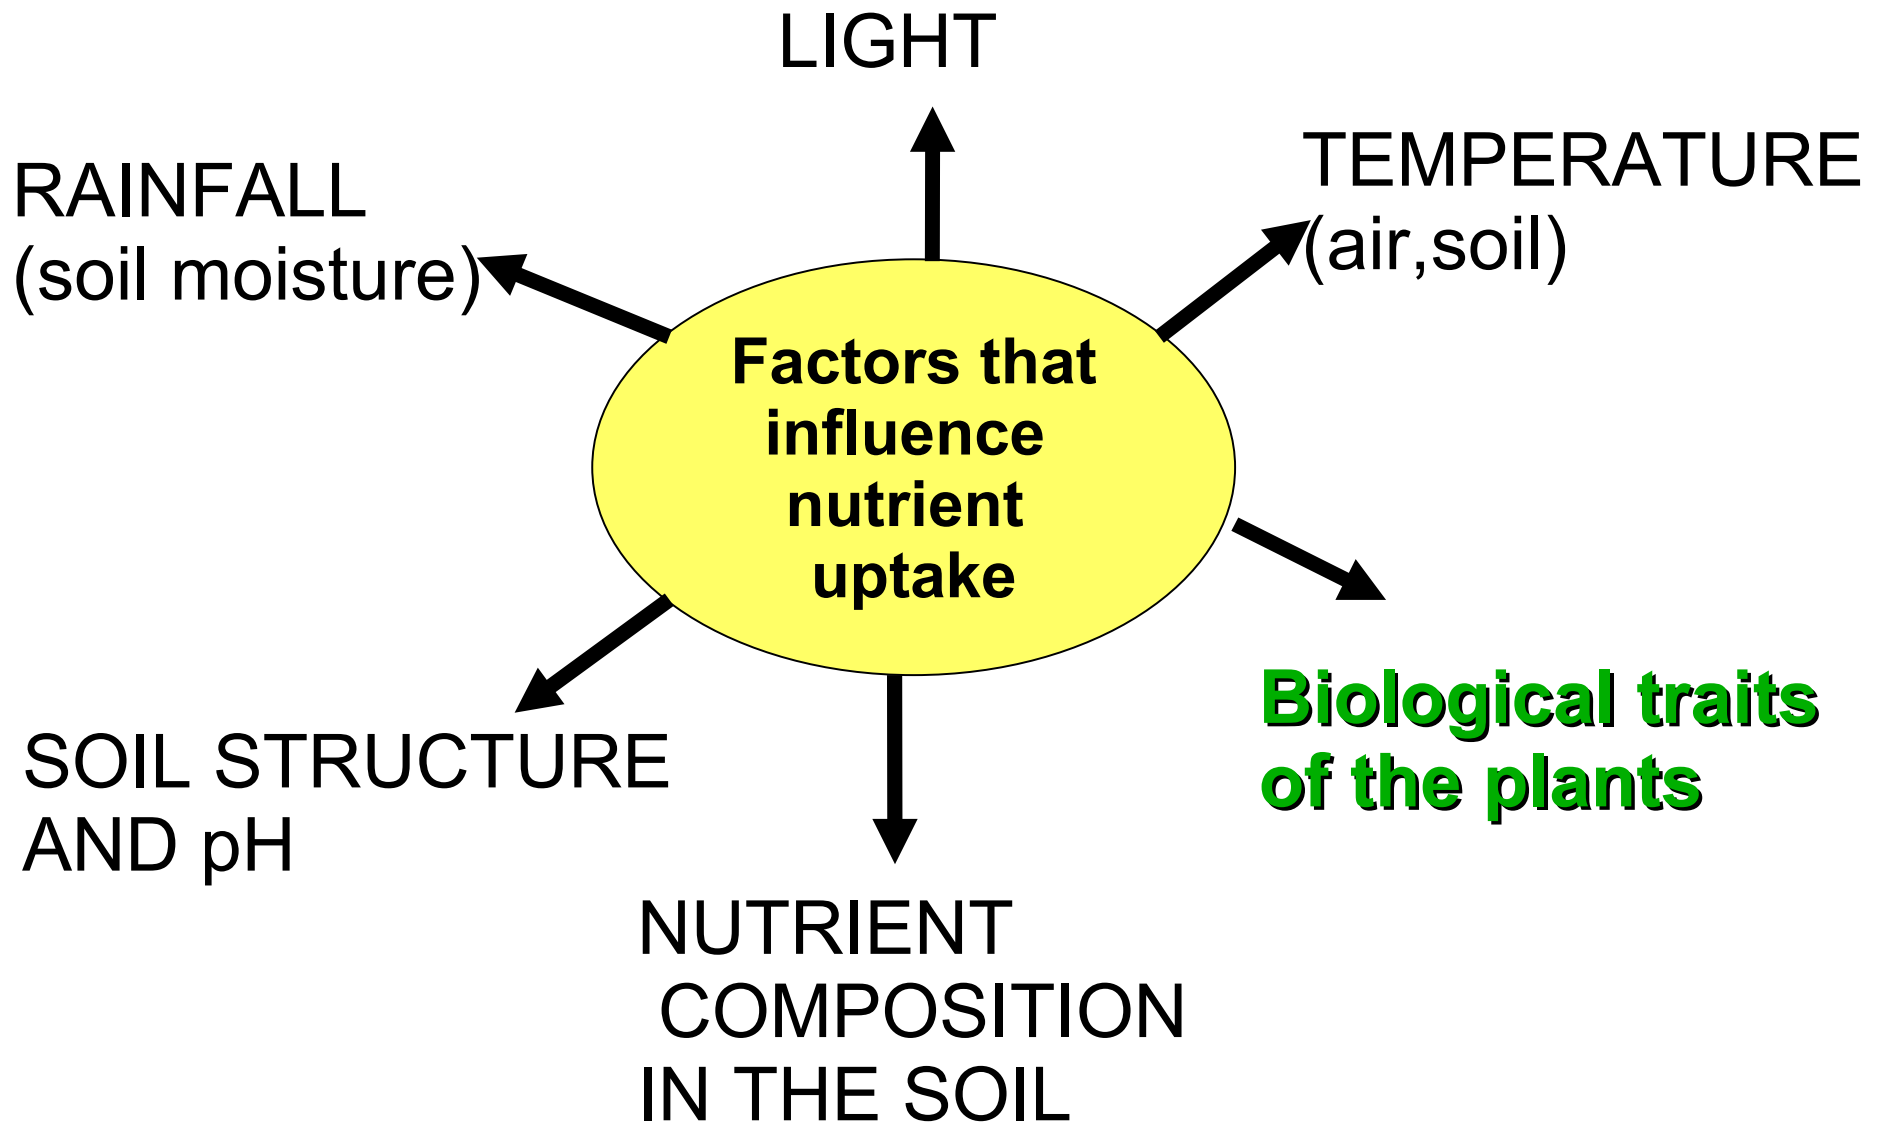 LIGHT
RAINFALL
(soil moisture)
TEMPERATURE
(air,soil)
Factors that
influence
nutrient
uptake
Biological traits
of the plants
SOIL STRUCTURE
AND pH
NUTRIENT
COMPOSITION
IN THE SOIL